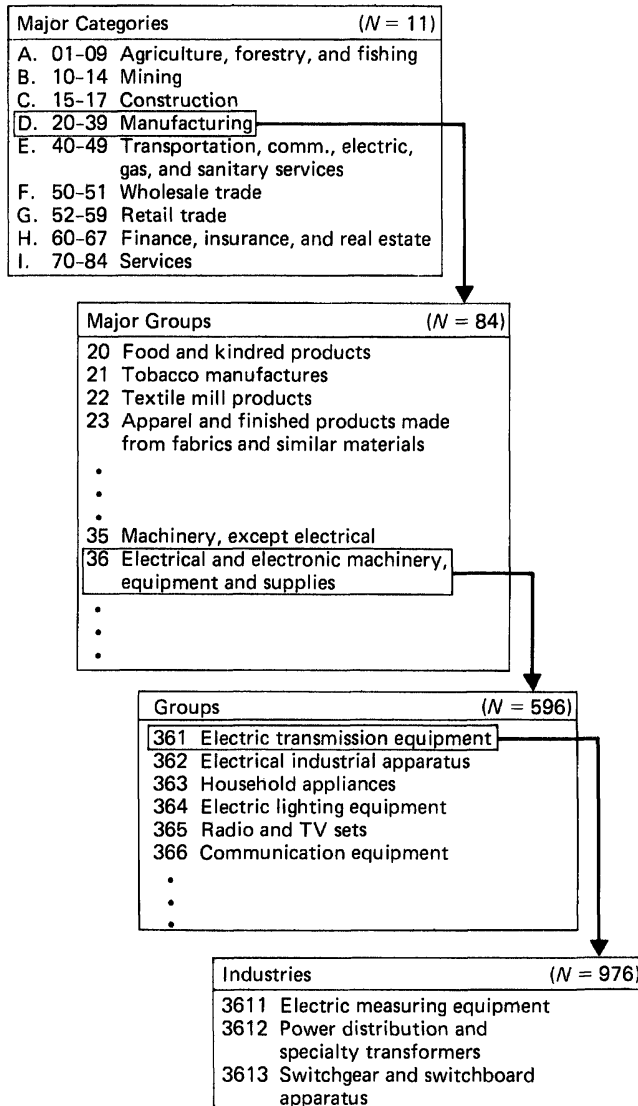 Major Categories (N = 11)
A. 01-09 Agriculture, forestry, and fishing
B. 10-14 Mining
C. 15-17 Construction
D. 20-39 Manufacturing
E. 40-49 Transportation, comm., electric,
gas, and sanitary services
F. 50-51 Wholesale trade
G. 52-59 Retail trade
H. 60-67 Finance, insurance, and real estate
I. 70-84 Services
Major Groups (N = 84)
20 Food and kindred products
21 Tobacco manufactures
22 Textile mill products
23 Apparel and finished products made
from fabrics and similar materials
35 Machinery, except electrical
36 Electrical and electronic machinery,
equipment and supplies
Groups (N = 596)
361 Electric transmission equipment
362 Electrical industrial apparatus
363 Household appliances
364 Electric lighting equipment
365 Radio and TV sets
366 Communication equipment
Industries (N = 976)
3611 Electric measuring equipment
3612 Power distribution and
specialty transformers
3613 Switchgear and switchboard
apparatus